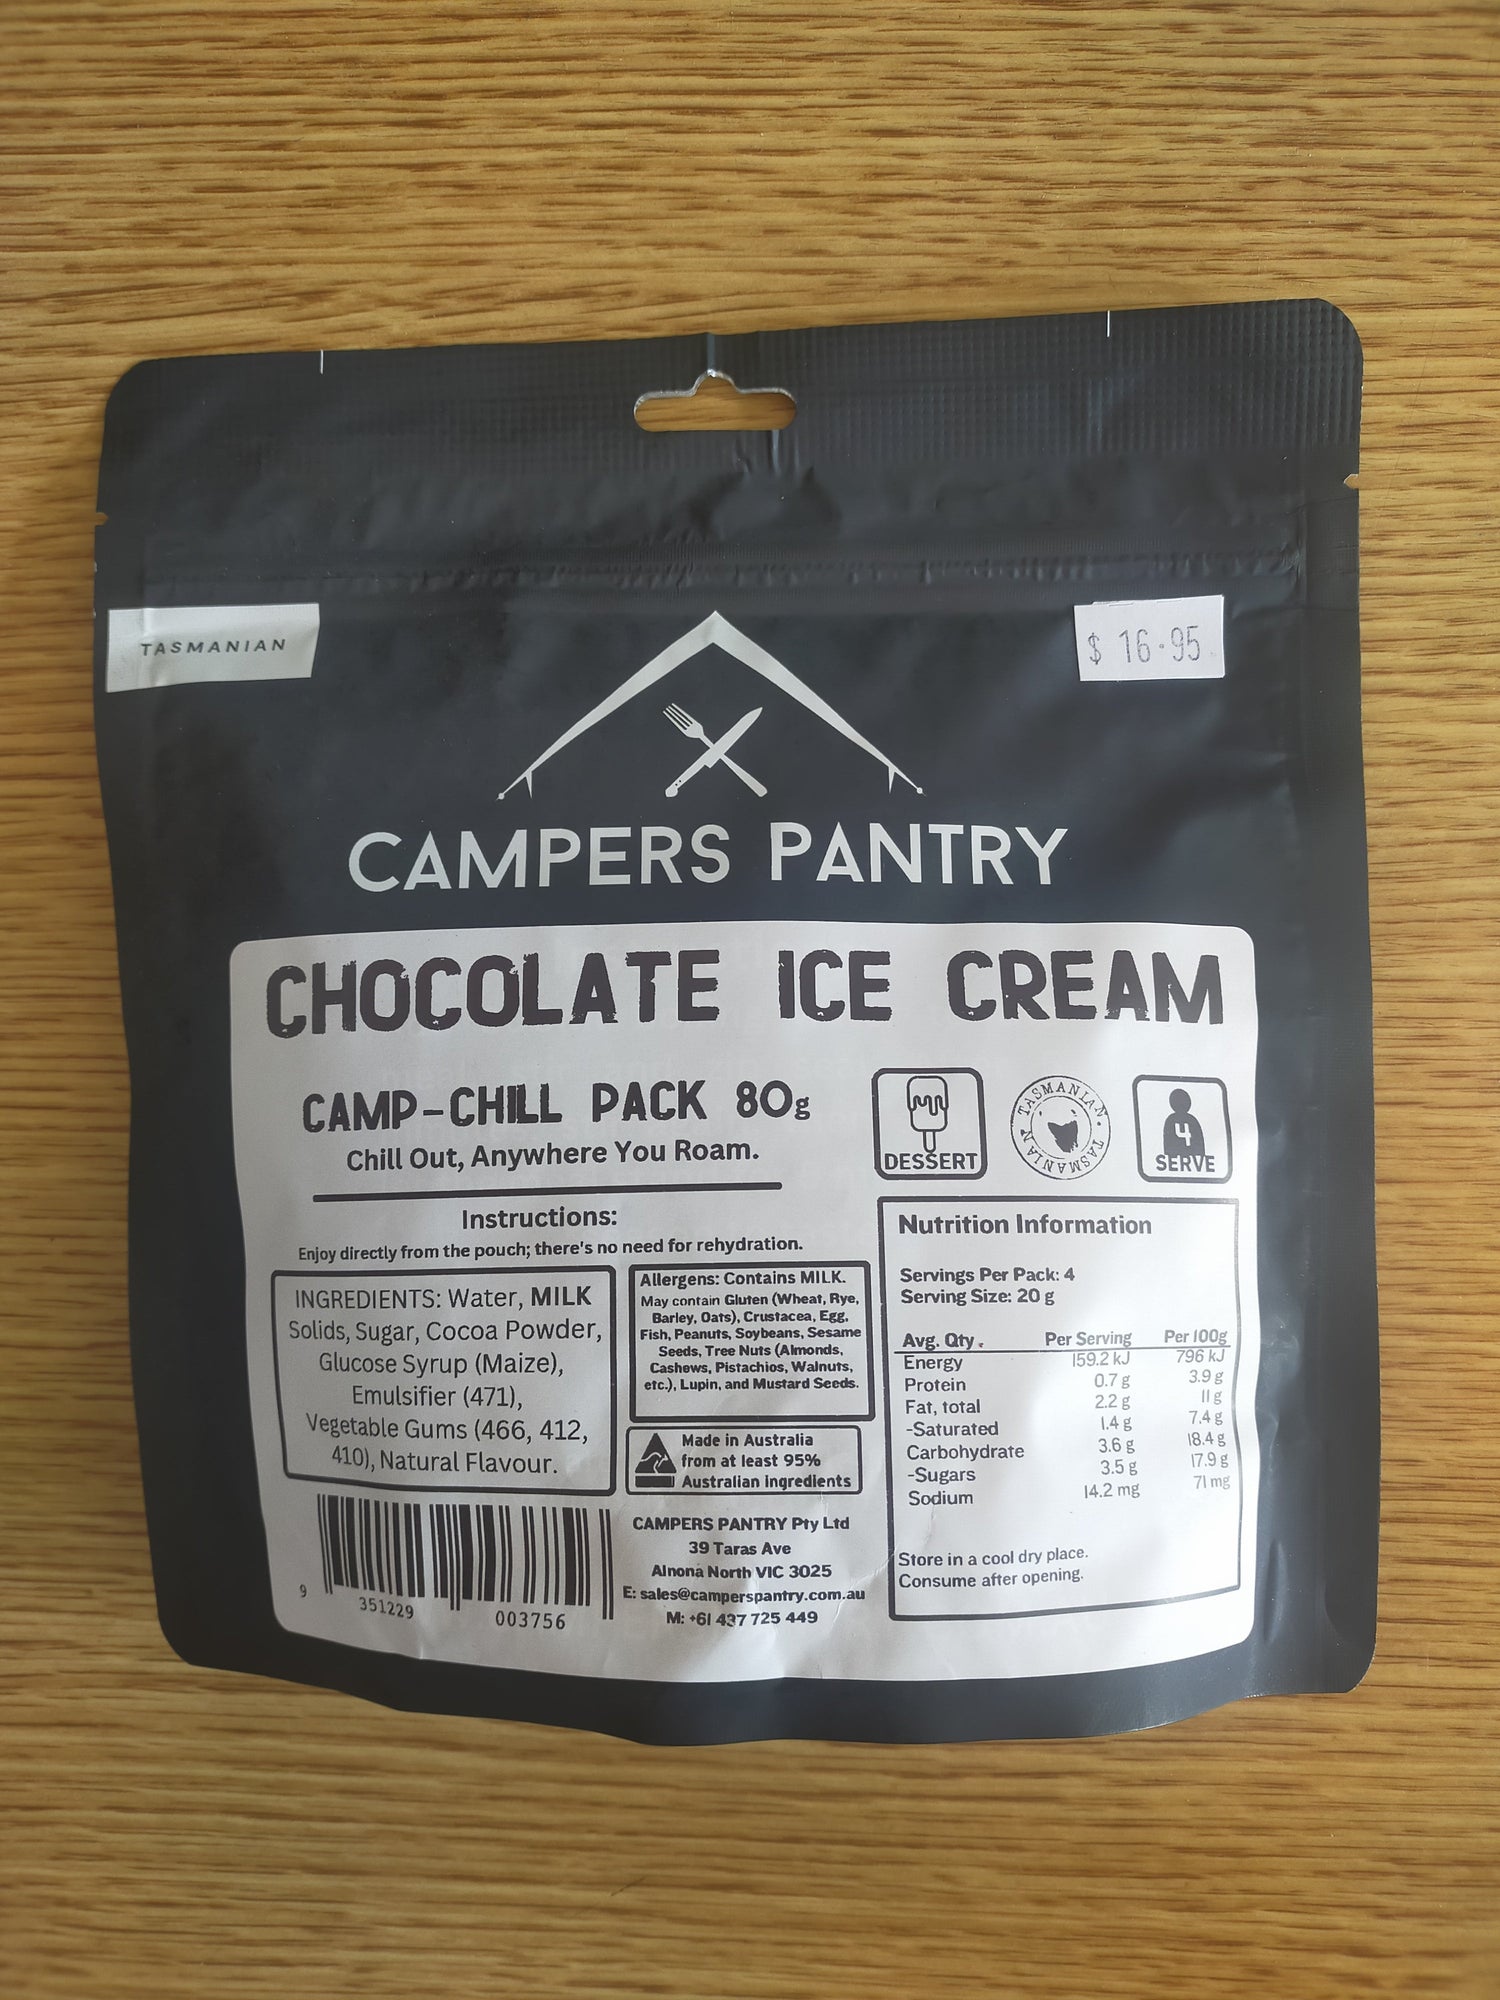 TASMANIAN
$ 16.95
CAMPERS PANTRY
CHOCOLATE ICE CREAM
CAMP-CHILL PACK 80g
Chill Out, Anywhere You Roam.
DESSERT
TASMANIAN · TASMANIAN
4
SERVE
Instructions:
Enjoy directly from the pouch; there's no need for rehydration.
INGREDIENTS: Water, MILK
Solids, Sugar, Cocoa Powder,
Glucose Syrup (Maize),
Emulsifier (471),
Vegetable Gums (466, 412,
410), Natural Flavour.
Allergens: Contains MILK.
May contain Gluten (Wheat, Rye,
Barley, Oats), Crustacea, Egg,
Fish, Peanuts, Soybeans, Sesame
Seeds, Tree Nuts (Almonds,
Cashews, Pistachios, Walnuts,
etc.), Lupin, and Mustard Seeds.
Made in Australia
from at least 95%
Australian ingredients
9 351229 003756
CAMPERS PANTRY Pty Ltd
39 Taras Ave
Alnona North VIC 3025
E: sales@camperspantry.com.au
M: +61 437 725 449
Nutrition Information
Servings Per Pack: 4
Serving Size: 20 g
Avg. Qty. Per Serving Per 100g
Energy 159.2 kJ 796 kJ
Protein 0.7 g 3.9 g
Fat, total 2.2 g 11 g
-Saturated 1.4 g 7.4 g
Carbohydrate 3.6 g 18.4 g
-Sugars 3.5 g 17.9 g
Sodium 14.2 mg 71 mg
Store in a cool dry place.
Consume after opening.